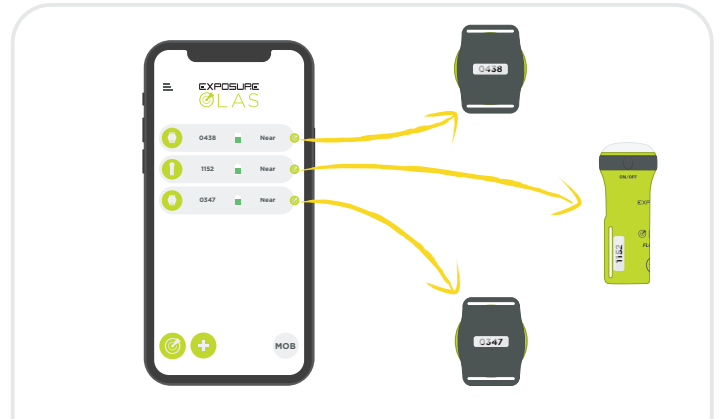 EXPOSURE
OLAS
0438 Near
1152 Near
0347 Near
MOB
0438
ON/OFF
1152
0347